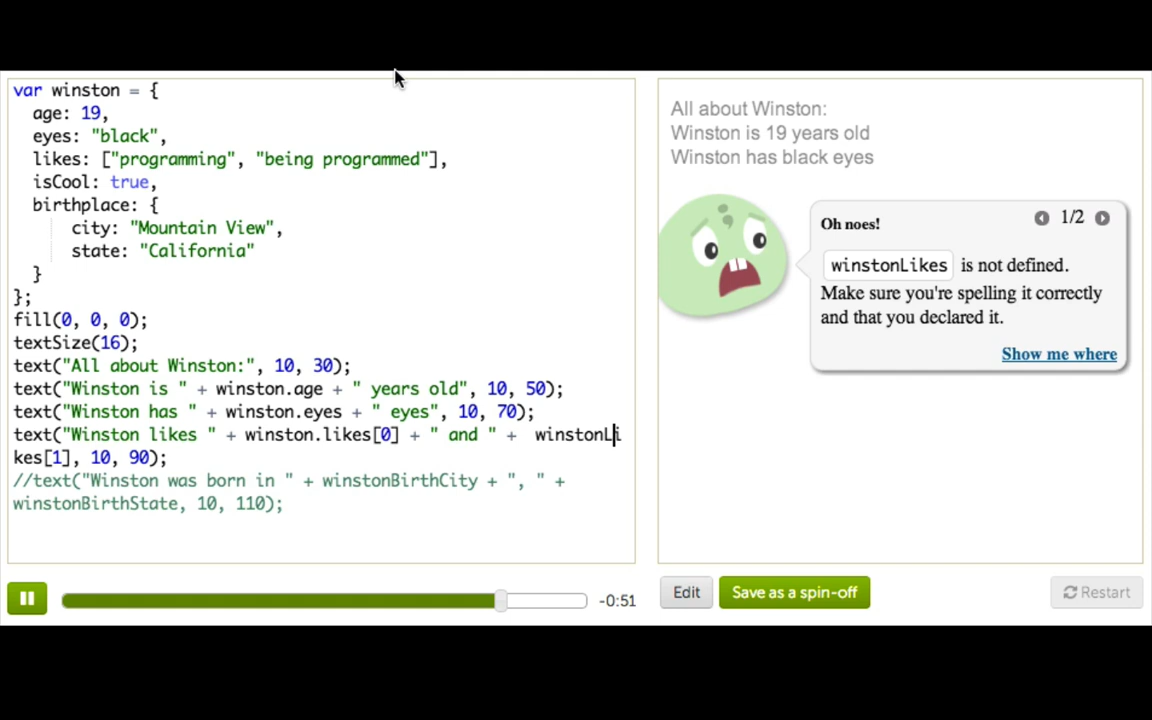 var winston = {
age: 19,
eyes: "black",
likes: ["programming", "being programmed"],
isCool: true,
birthplace: {
city: "Mountain View",
state: "California"
}
};
fill(0, 0, 0);
textSize(16);
text("All about Winston:", 10, 30);
text("Winston is " + winston.age + " years old", 10, 50);
text("Winston has " + winston.eyes + " eyes", 10, 70);
text("Winston likes " + winston.likes[0] + " and " +  winstonLi
kes[1], 10, 90);
//text("Winston was born in " + winstonBirthCity + ", " +
winstonBirthState, 10, 110);
-0:51
All about Winston:
Winston is 19 years old
Winston has black eyes
Oh noes!
1/2
winstonLikes is not defined.
Make sure you're spelling it correctly
and that you declared it.
Show me where
Edit
Save as a spin-off
Restart